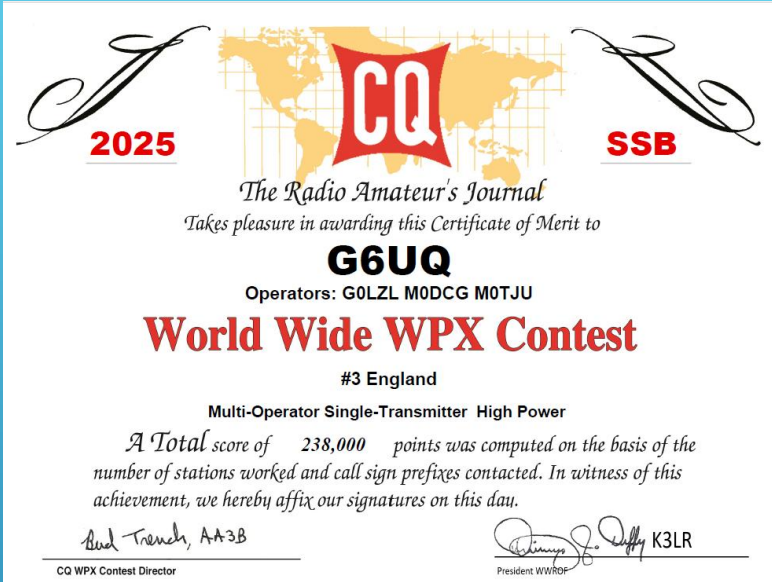 CQ
2025
SSB
The Radio Amateur's Journal
Takes pleasure in awarding this Certificate of Merit to
G6UQ
Operators: G0LZL M0DCG M0TJU
World Wide WPX Contest
#3 England
Multi-Operator Single-Transmitter High Power
A Total score of 238,000 points was computed on the basis of the
number of stations worked and call sign prefixes contacted. In witness of this
achievement, we hereby affix our signatures on this day.
Bud Trench, AA3B
K3LR
CQ WPX Contest Director
President WWROF